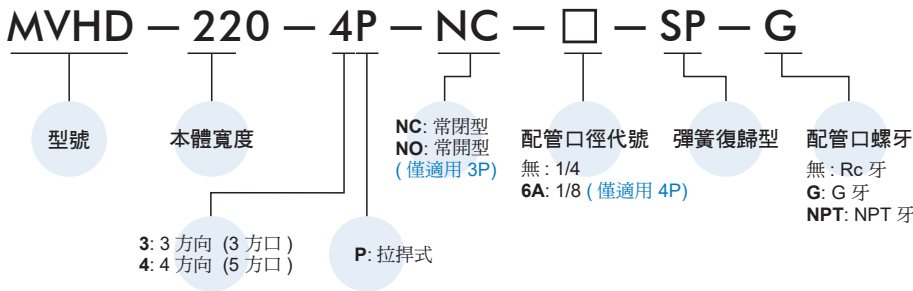 MVHD – 220 – 4P – NC – □ – SP – G
型號
本體寬度
NC: 常閉型
NO: 常開型
( 僅適用 3P)
配管口徑代號
無 : 1/4
6A: 1/8 ( 僅適用 4P)
彈簧復歸型
配管口螺牙
無 : Rc 牙
G: G 牙
NPT: NPT 牙
3: 3 方向 (3 方口 )
4: 4 方向 (5 方口 )
P: 拉捍式